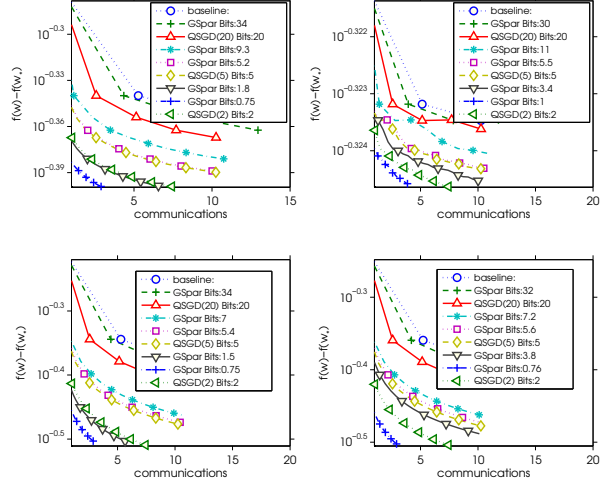 f(w)−f(w*)
10^−0.3
10^−0.33
10^−0.36
10^−0.39
5
10
15
communications
baseline:
GSpar Bits:34
QSGD(20) Bits:20
GSpar Bits:9.3
GSpar Bits:5.2
QSGD(5) Bits:5
GSpar Bits:1.8
GSpar Bits:0.75
QSGD(2) Bits:2
f(w)−f(w*)
10^−0.322
10^−0.323
10^−0.324
5
10
15
20
communications
baseline:
GSpar Bits:30
QSGD(20) Bits:20
GSpar Bits:11
GSpar Bits:5.5
QSGD(5) Bits:5
GSpar Bits:3.4
GSpar Bits:1
QSGD(2) Bits:2
f(w)−f(w*)
10^−0.3
10^−0.4
10^−0.5
5
10
15
20
communications
baseline:
GSpar Bits:34
QSGD(20) Bits:20
GSpar Bits:7
GSpar Bits:5.4
QSGD(5) Bits:5
GSpar Bits:1.5
GSpar Bits:0.75
QSGD(2) Bits:2
f(w)−f(w*)
10^−0.3
10^−0.4
10^−0.5
5
10
15
20
communications
baseline:
GSpar Bits:32
QSGD(20) Bits:20
GSpar Bits:7.2
GSpar Bits:5.6
QSGD(5) Bits:5
GSpar Bits:3.8
GSpar Bits:0.76
QSGD(2) Bits:2